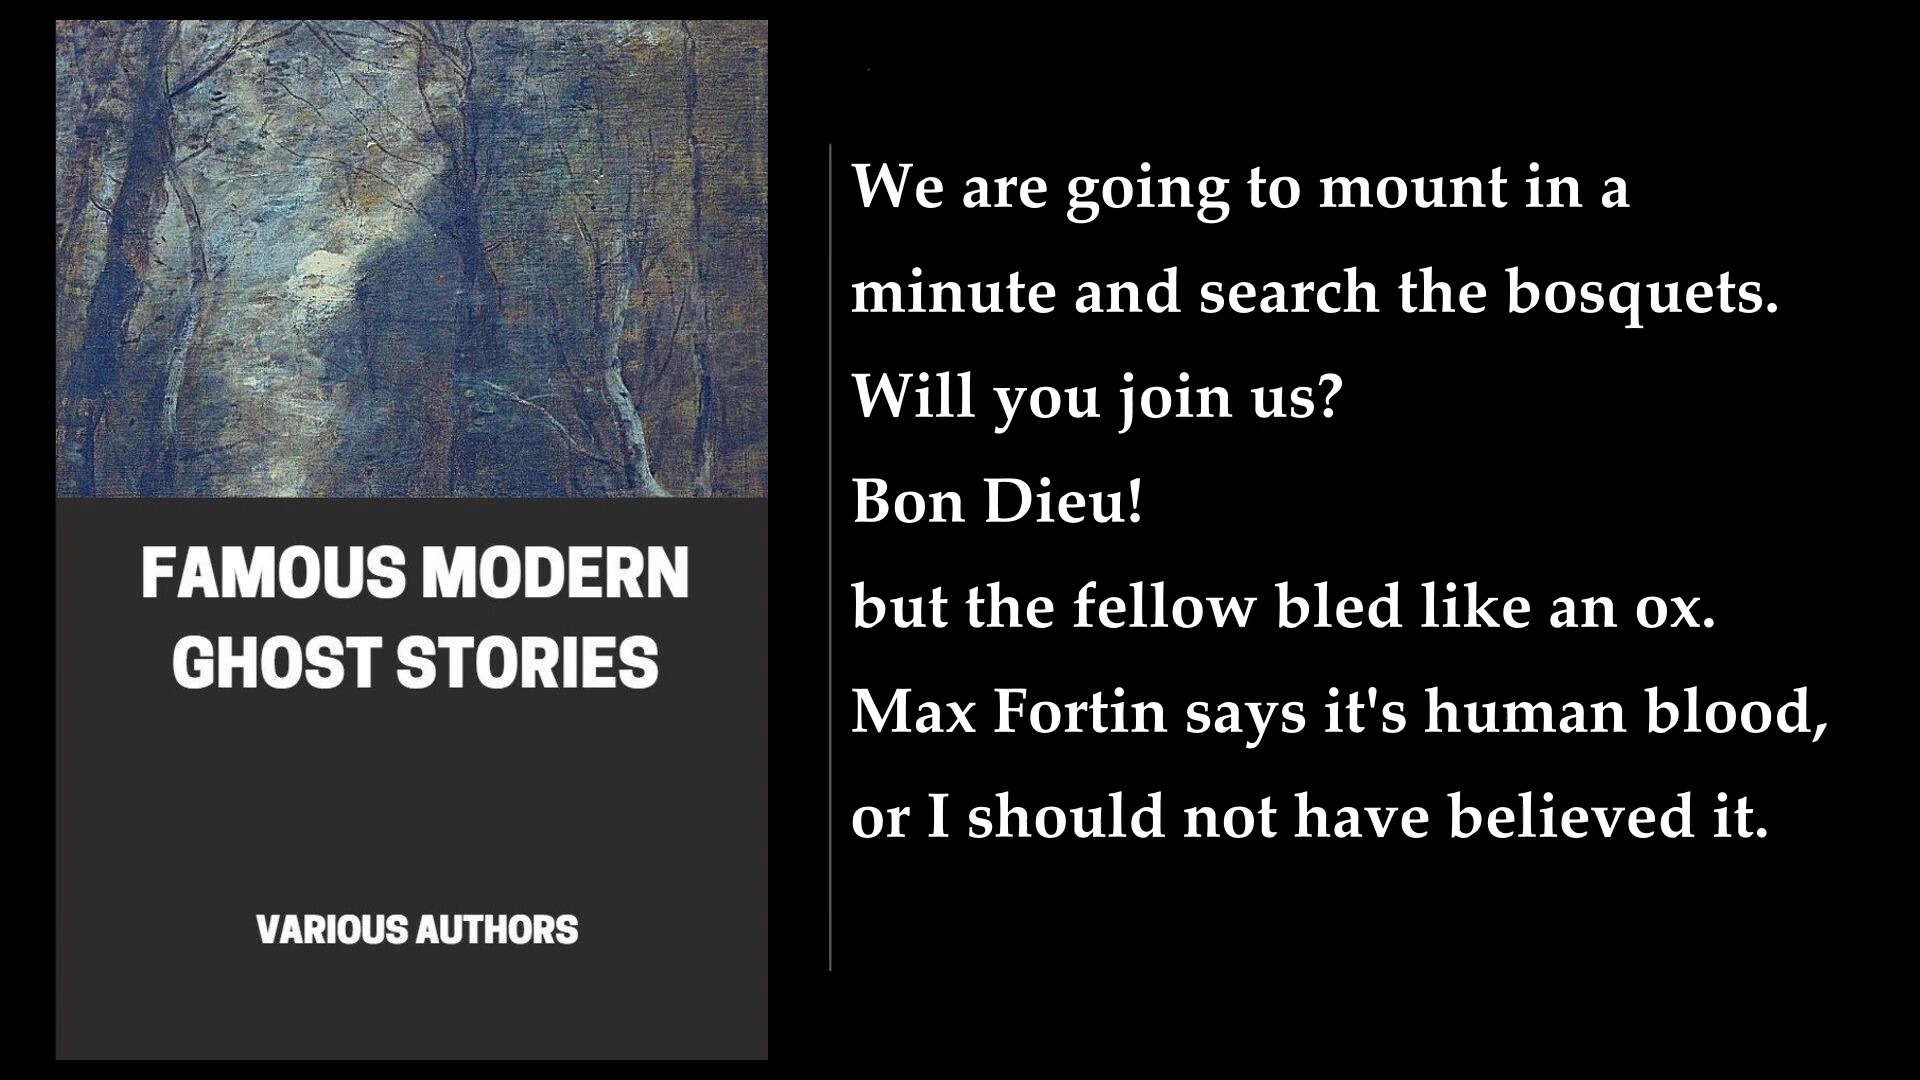 FAMOUS MODERN
GHOST STORIES
VARIOUS AUTHORS
We are going to mount in a
minute and search the bosquets.
Will you join us?
Bon Dieu!
but the fellow bled like an ox.
Max Fortin says it's human blood,
or I should not have believed it.